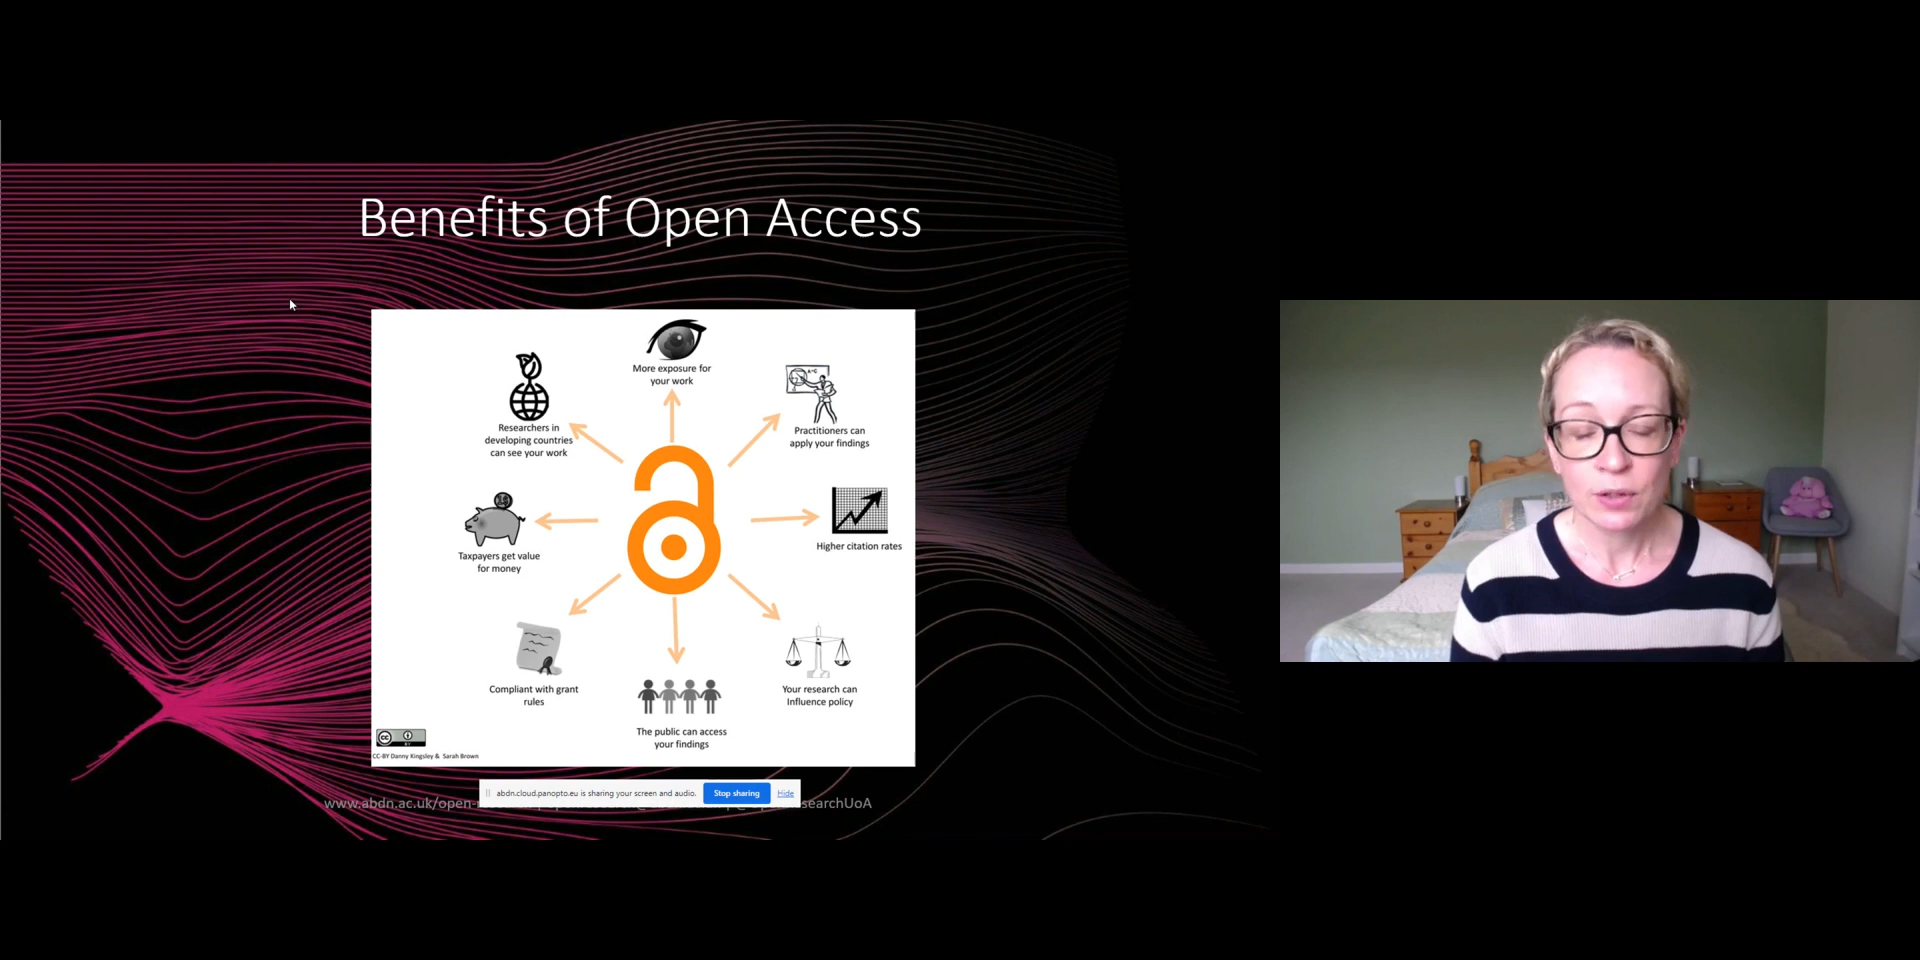 Benefits of Open Access
More exposure for
your work
Researchers in
developing countries
can see your work
Practitioners can
apply your findings
Taxpayers get value
for money
Higher citation rates
Compliant with grant
rules
The public can access
your findings
Your research can
Influence policy
CC BY
CC-BY Danny Kingsley & Sarah Brown
abdn.cloud.panopto.eu is sharing your screen and audio.
Stop sharing
Hide
www.abdn.ac.uk/open-